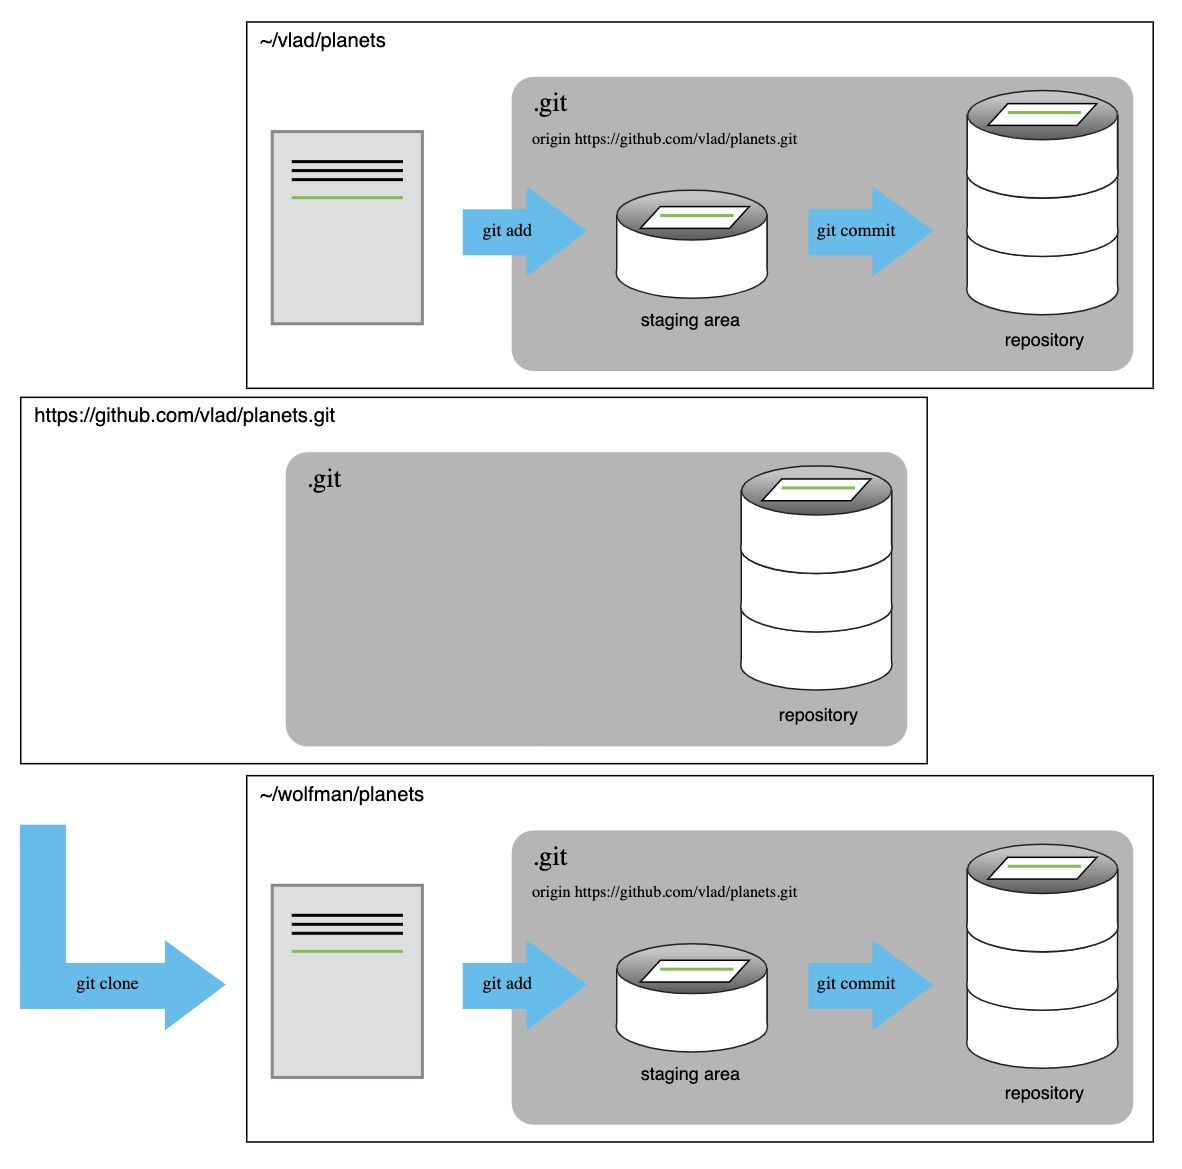 ~/vlad/planets
.git
origin https://github.com/vlad/planets.git
git add
git commit
staging area
repository
https://github.com/vlad/planets.git
.git
repository
~/wolfman/planets
.git
origin https://github.com/vlad/planets.git
git clone
git add
git commit
staging area
repository